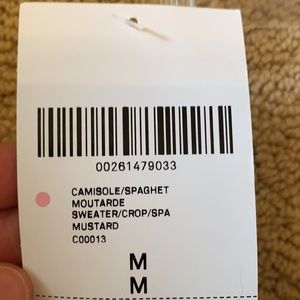 00261479033
CAMISOLE/SPAGHET
MOUTARDE
SWEATER/CROP/SPA
MUSTARD
C00013
M
M